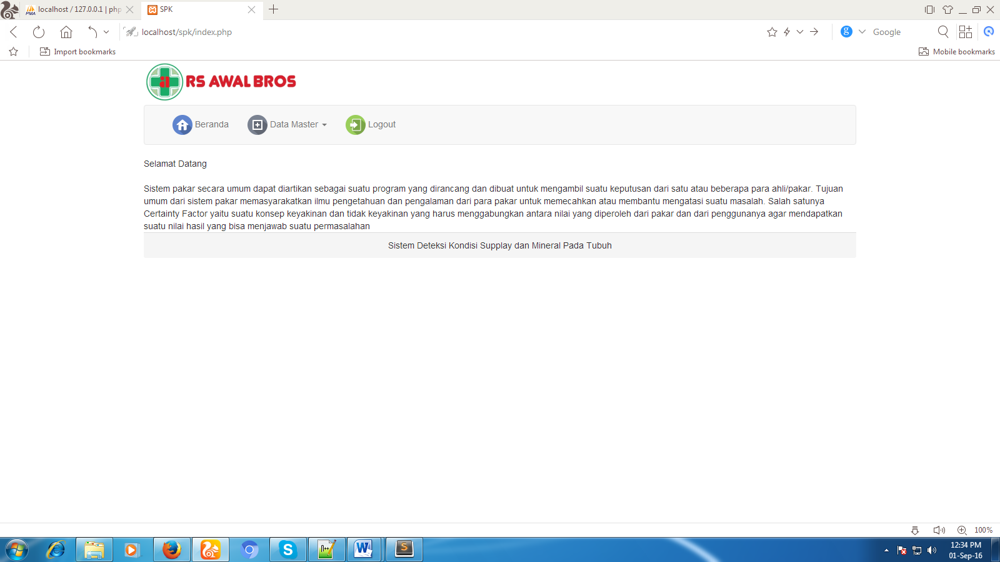 localhost / 127.0.0.1 | php
SPK
localhost/spk/index.php
Google
Import bookmarks
Mobile bookmarks
RS AWAL BROS
Beranda
Data Master
Logout
Selamat Datang
Sistem pakar secara umum dapat diartikan sebagai suatu program yang dirancang dan dibuat untuk mengambil suatu keputusan dari satu atau beberapa para ahli/pakar. Tujuan
umum dari sistem pakar memasyarakatkan ilmu pengetahuan dan pengalaman dari para pakar untuk memecahkan atau membantu mengatasi suatu masalah. Salah satunya
Certainty Factor yaitu suatu konsep keyakinan dan tidak keyakinan yang harus menggabungkan antara nilai yang diperoleh dari pakar dan dari penggunanya agar mendapatkan
suatu nilai hasil yang bisa menjawab suatu permasalahan
Sistem Deteksi Kondisi Supplay dan Mineral Pada Tubuh
100%
12:34 PM
01-Sep-16